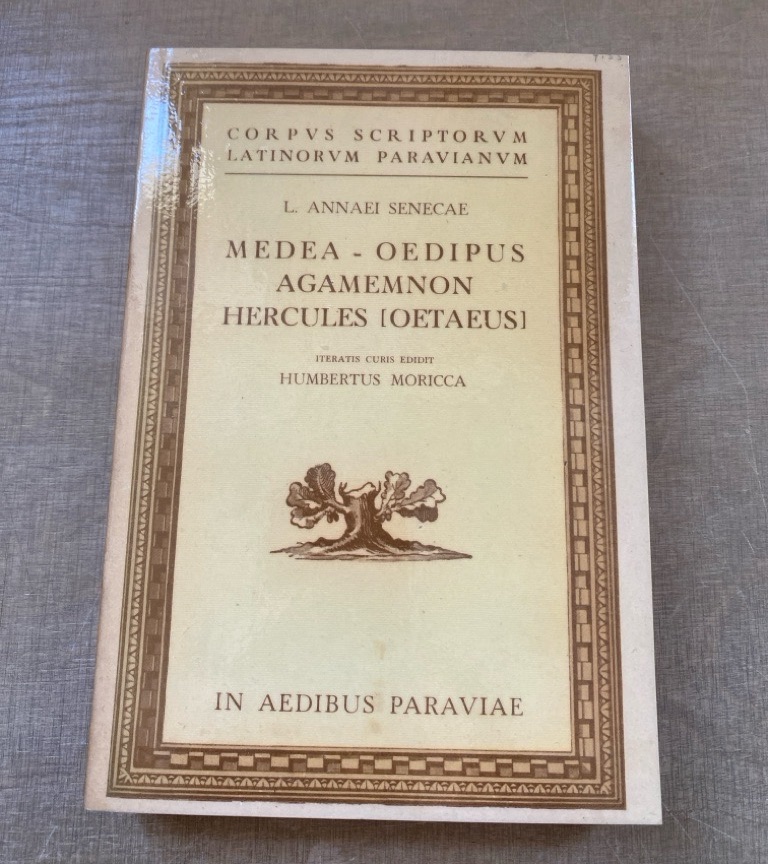 CORPVS SCRIPTORVM
LATINORVM PARAVIANVM
L. ANNAEI SENECAE
MEDEA - OEDIPUS
AGAMEMNON
HERCULES [OETAEUS]
ITERATIS CURIS EDIDIT
HUMBERTUS MORICCA
IN AEDIBUS PARAVIAE